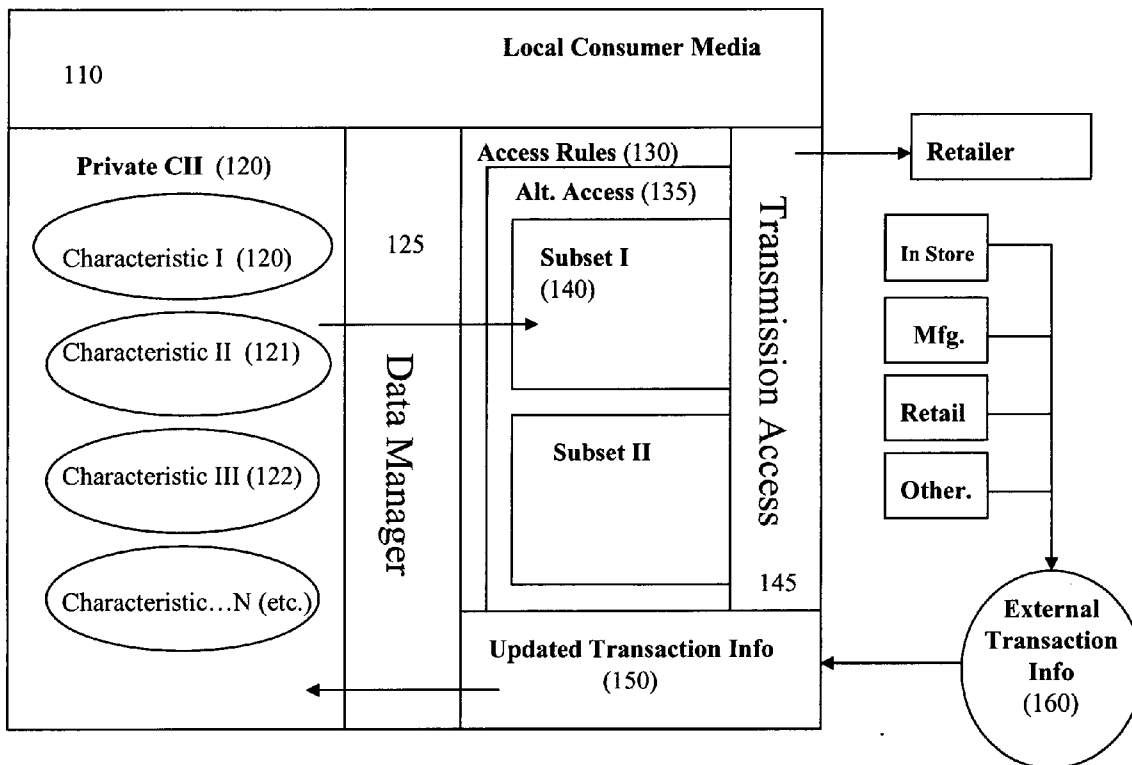 Local Consumer Media
110
Private CII (120)
Characteristic I (120)
Characteristic II (121)
Characteristic III (122)
Characteristic…N (etc.)
125
Data Manager
Access Rules (130)
Alt. Access (135)
Subset I
(140)
Subset II
Transmission Access
145
Updated Transaction Info
(150)
Retailer
In Store
Mfg.
Retail
Other.
External
Transaction
Info
(160)